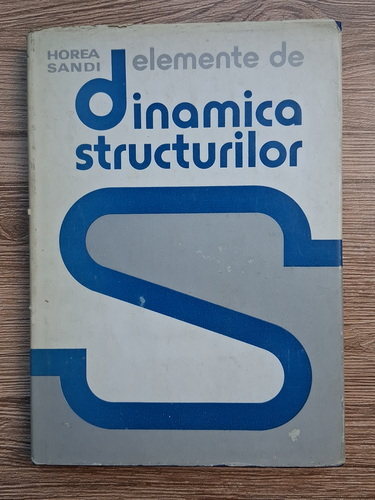 HOREA
SANDI
elemente de
dinamica
structurilor